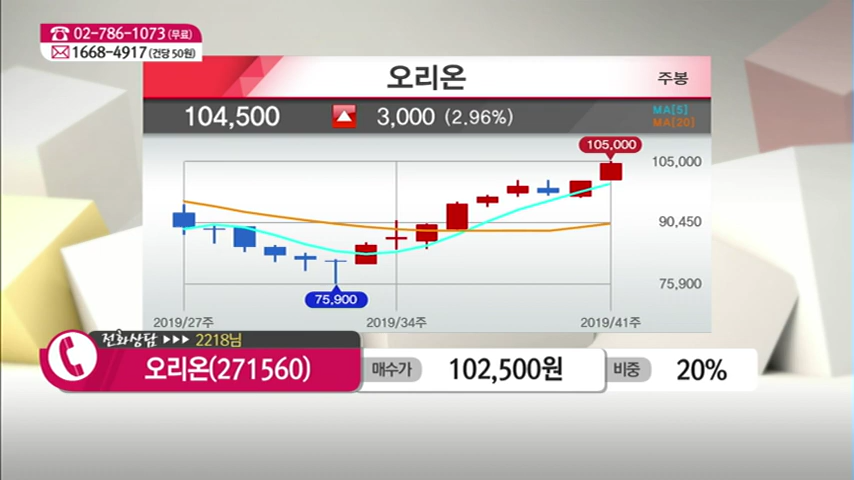 02-786-1073 (무료)
1668-4917 (건당 50원)
오리온
주봉
104,500 3,000 (2.96%)
MA[5]
MA[20]
105,000
105,000
90,450
75,900
75,900
2019/27주 2019/34주 2019/41주
전화상담 ▶▶▶ 2218님
오리온(271560) 매수가 102,500원 비중 20%